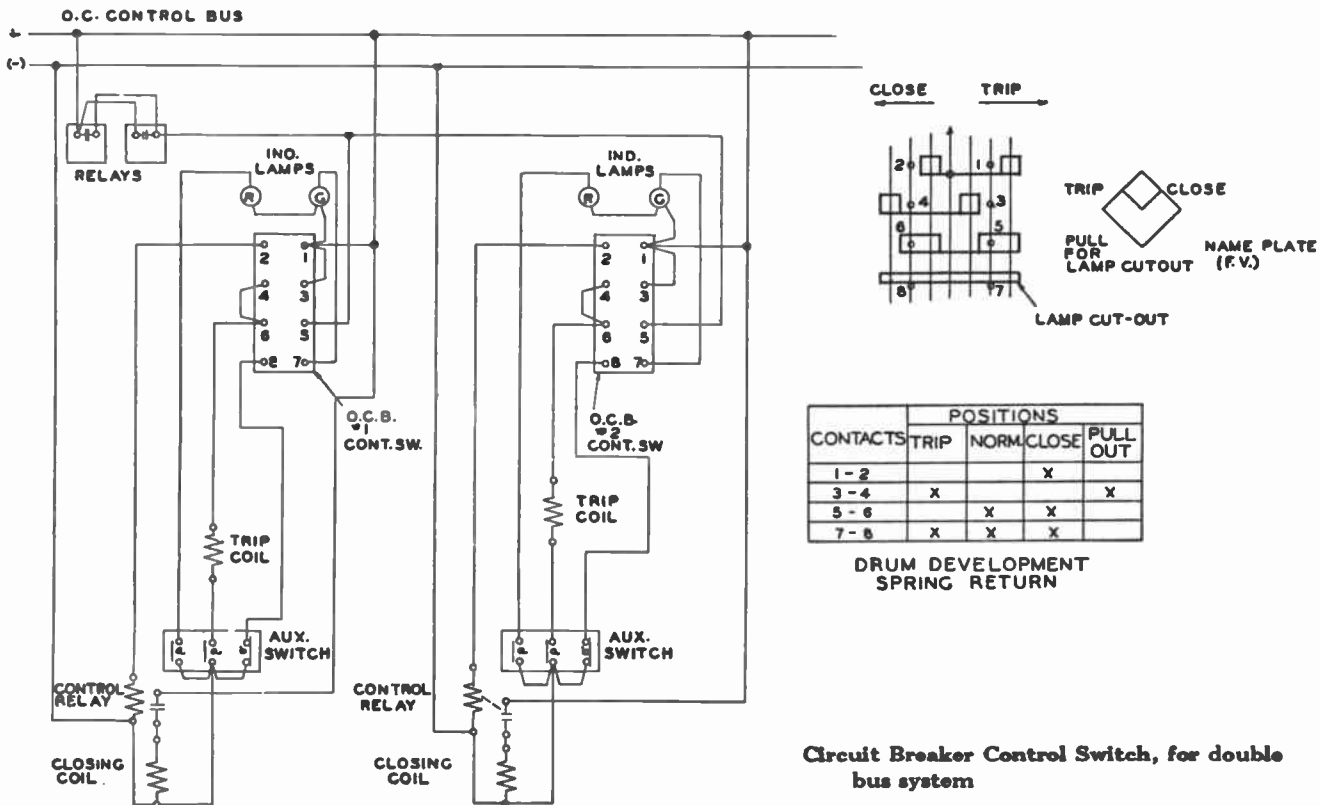 O.C. CONTROL BUS
+
(-)
RELAYS
IND.
LAMPS
R G
2 1
4 3
6 5
8 7
O.C.B.
#1
CONT.SW.
TRIP
COIL
AUX.
SWITCH
CONTROL
RELAY
CLOSING
COIL
IND.
LAMPS
R G
2 1
4 3
6 5
8 7
O.C.B.
#2
CONT.SW
TRIP
COIL
AUX.
SWITCH
CONTROL
RELAY
CLOSING
COIL
CLOSE TRIP
2 1
4 3
6 5
8 7
LAMP CUT-OUT
TRIP CLOSE
PULL
FOR
LAMP CUTOUT
NAME PLATE
(F.V.)
POSITIONS
CONTACTS TRIP NORM. CLOSE PULL OUT
1-2 X
3-4 X X
5-6 X X
7-8 X X X
DRUM DEVELOPMENT
SPRING RETURN
Circuit Breaker Control Switch, for double
bus system